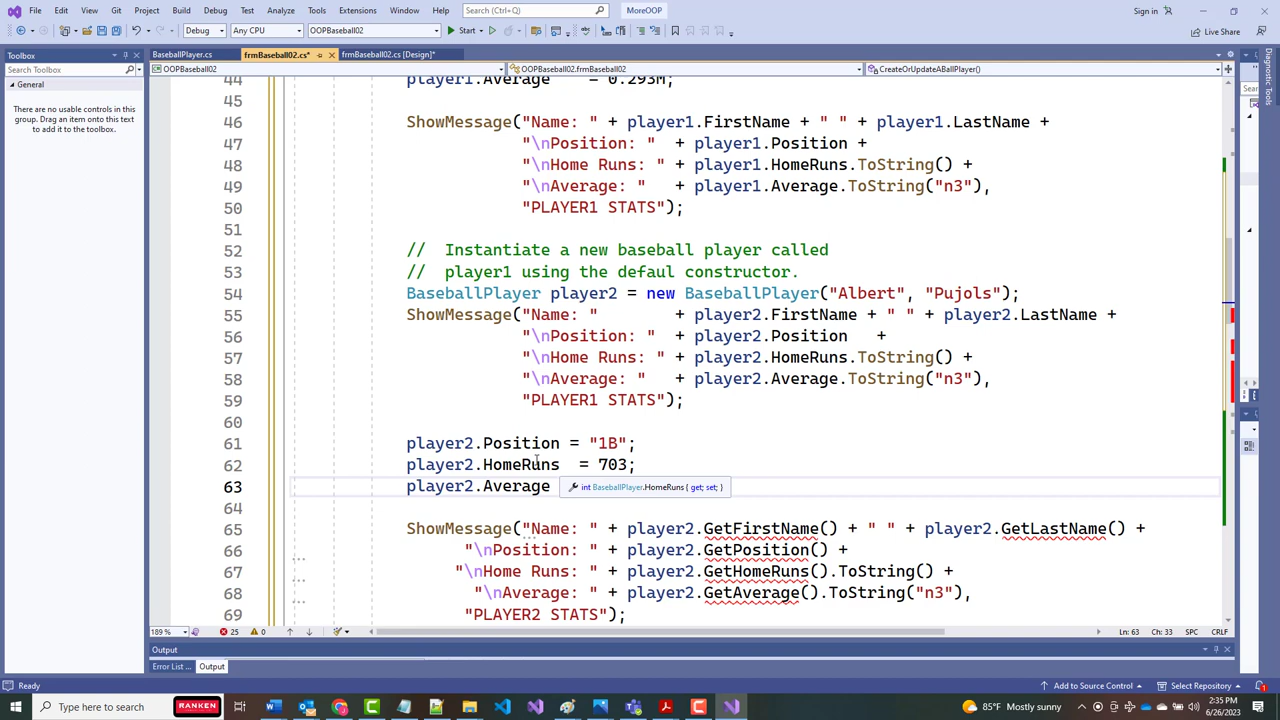 File Edit View Git Project Build Debug Test Analyze Tools Extensions Window Help Search (Ctrl+Q) MoreOOP Sign in
Debug Any CPU OOPBaseball02 Start Live Share
Toolbox BaseballPlayer.cs frmBaseball02.cs* frmBaseball02.cs [Design]*
Search Toolbox OOPBaseball02 OOPBaseball02.frmBaseball02 CreateOrUpdateABallPlayer()
General
There are no usable controls in this
group. Drag an item onto this text
to add it to the toolbox.
Diagnostic Tools
44 player1.Average = 0.293M;
45
46 ShowMessage("Name: " + player1.FirstName + " " + player1.LastName +
47 "\nPosition: " + player1.Position +
48 "\nHome Runs: " + player1.HomeRuns.ToString() +
49 "\nAverage: " + player1.Average.ToString("n3"),
50 "PLAYER1 STATS");
51
52 // Instantiate a new baseball player called
53 // player1 using the defaul constructor.
54 BaseballPlayer player2 = new BaseballPlayer("Albert", "Pujols");
55 ShowMessage("Name: " + player2.FirstName + " " + player2.LastName +
56 "\nPosition: " + player2.Position +
57 "\nHome Runs: " + player2.HomeRuns.ToString() +
58 "\nAverage: " + player2.Average.ToString("n3"),
59 "PLAYER1 STATS");
60
61 player2.Position = "1B";
62 player2.HomeRuns = 703;
63 player2.Average int BaseballPlayer.HomeRuns { get; set; }
64
65 ShowMessage("Name: " + player2.GetFirstName() + " " + player2.GetLastName() +
66 "\nPosition: " + player2.GetPosition() +
67 "\nHome Runs: " + player2.GetHomeRuns().ToString() +
68 "\nAverage: " + player2.GetAverage().ToString("n3"),
69 "PLAYER2 STATS");
189 % 25 0 Ln: 63 Ch: 33 SPC CRLF
Output
Error List ... Output
Ready Add to Source Control Select Repository 1
Type here to search RANKEN 85°F Mostly sunny 2:35 PM
6/26/2023